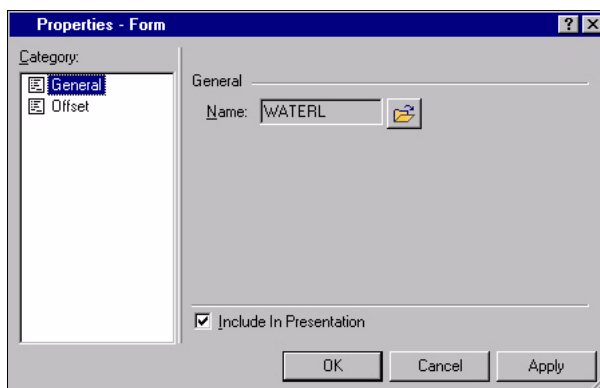 Properties - Form
Category:
General
Offset
General
Name: WATERL
Include In Presentation
OK Cancel Apply